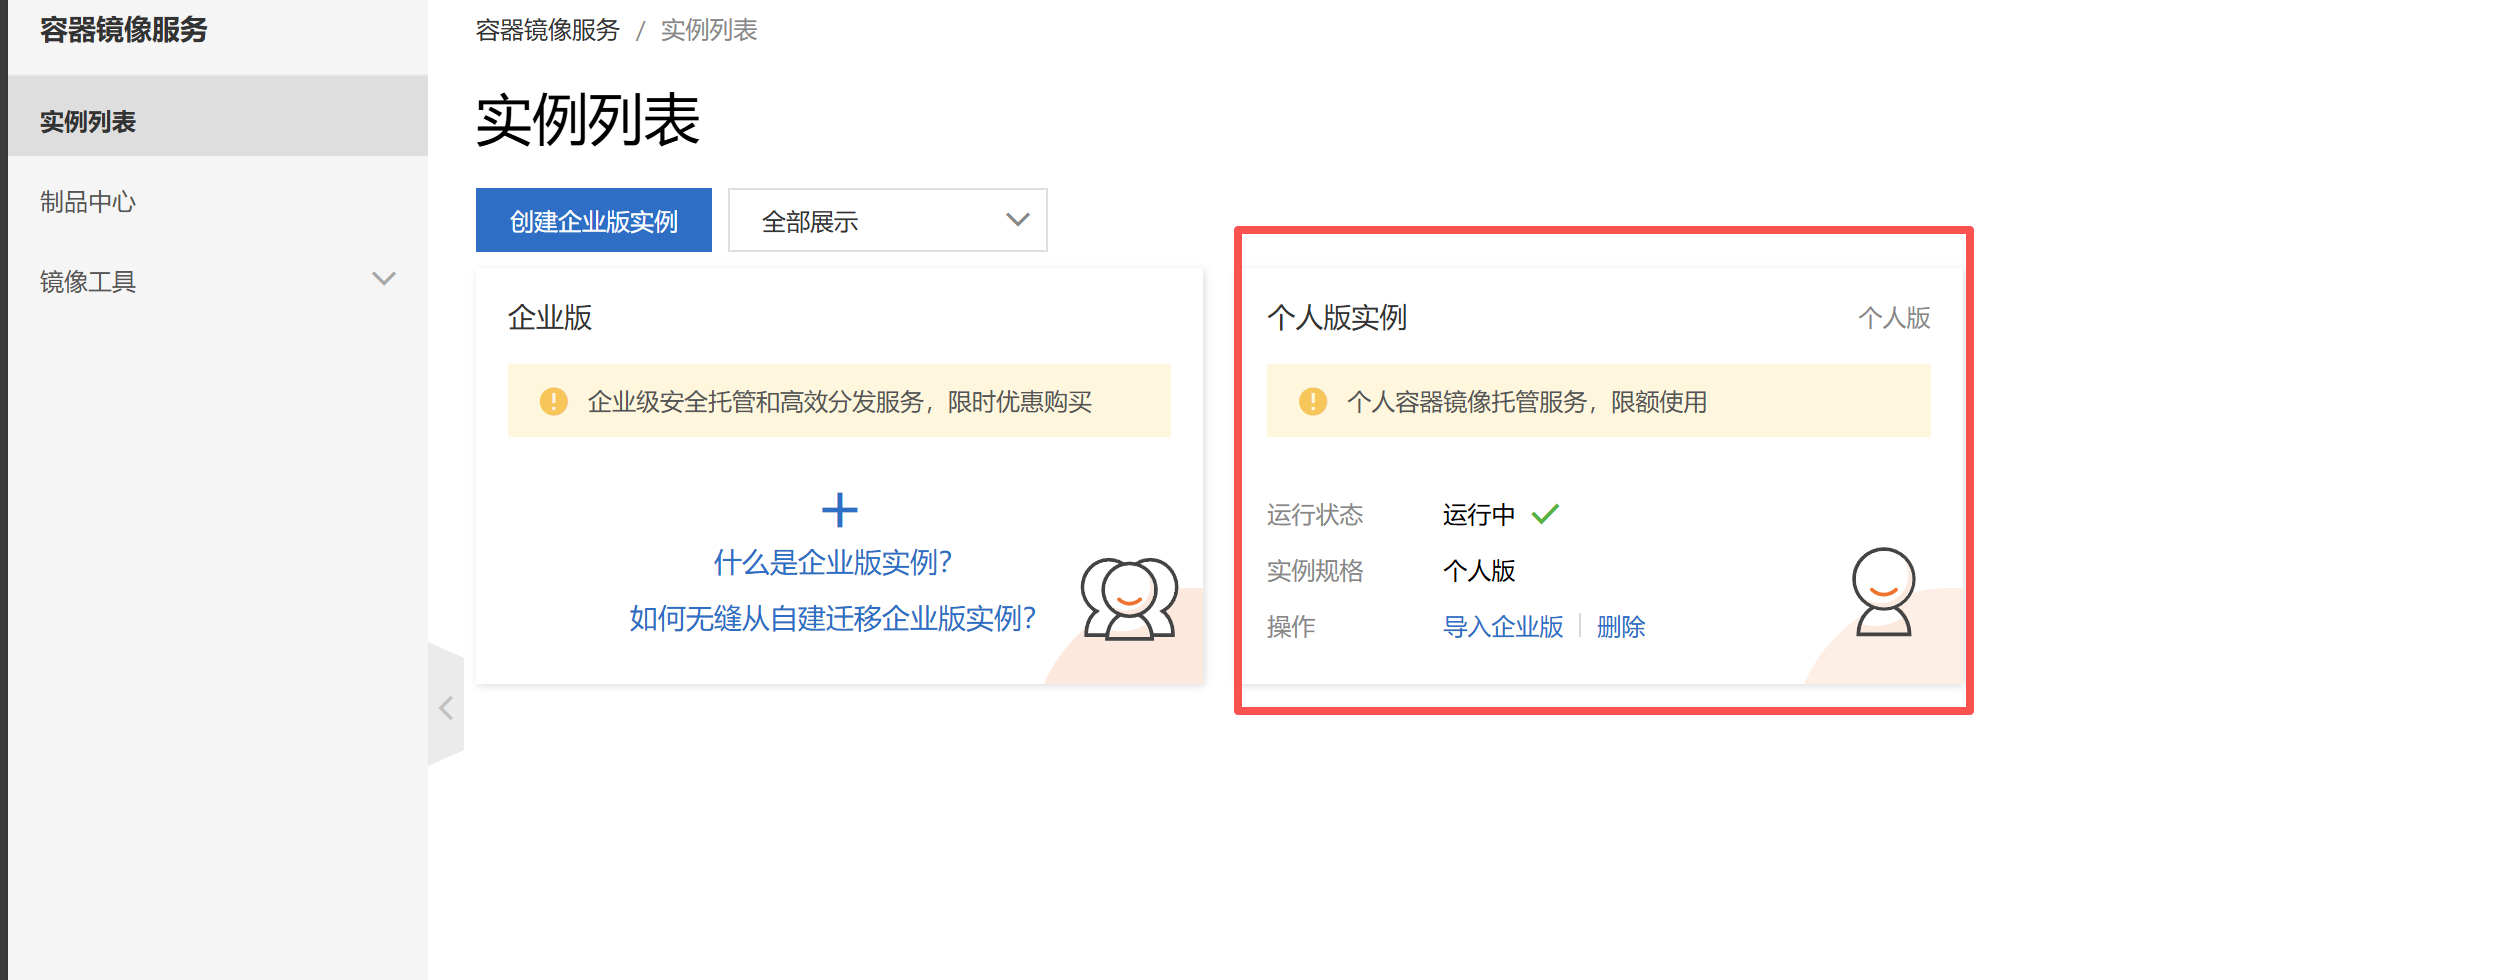 容器镜像服务
实例列表
制品中心
镜像工具
容器镜像服务 / 实例列表
实例列表
创建企业版实例
全部展示
企业版
企业级安全托管和高效分发服务，限时优惠购买
什么是企业版实例？
如何无缝从自建迁移企业版实例？
个人版实例 个人版
个人容器镜像托管服务，限额使用
运行状态 运行中
实例规格 个人版
操作 导入企业版 删除